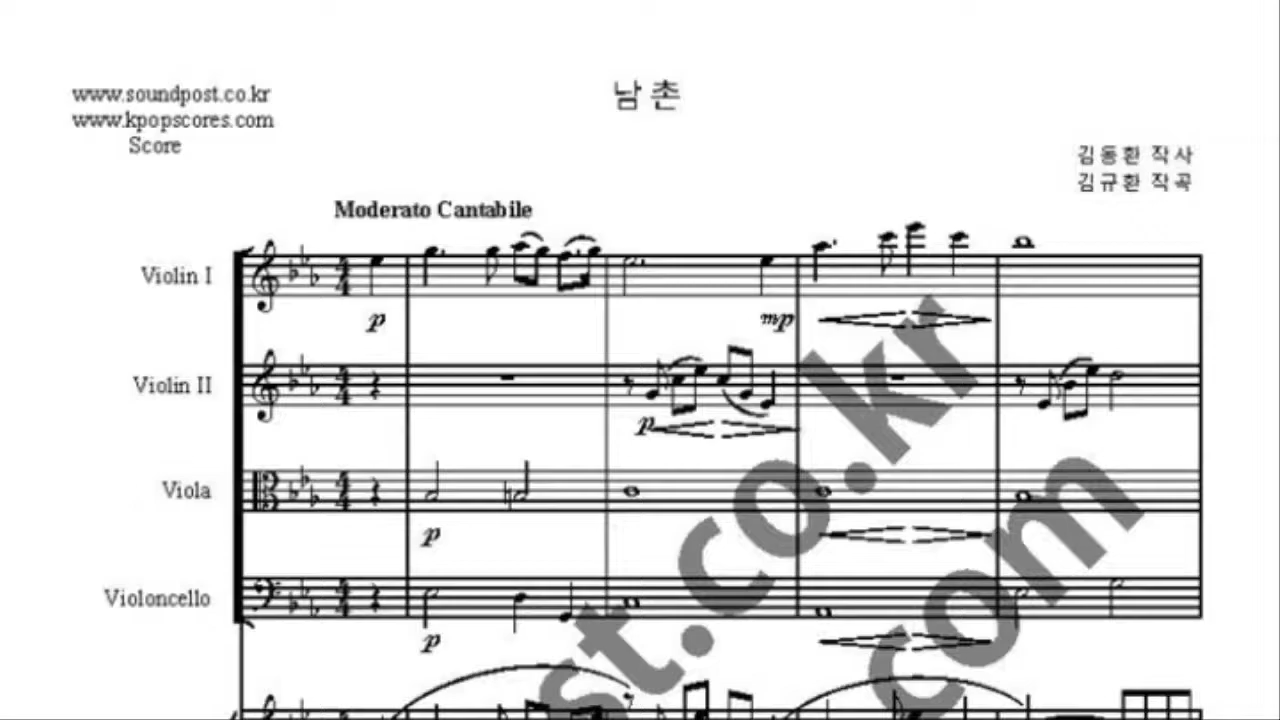 www.soundpost.co.kr
www.kpopscores.com
Score
남촌
김동환 작사
김규환 작곡
Moderato Cantabile
Violin I
p
mp
Violin II
p
Viola
p
Violoncello
p
st.co.kr
com